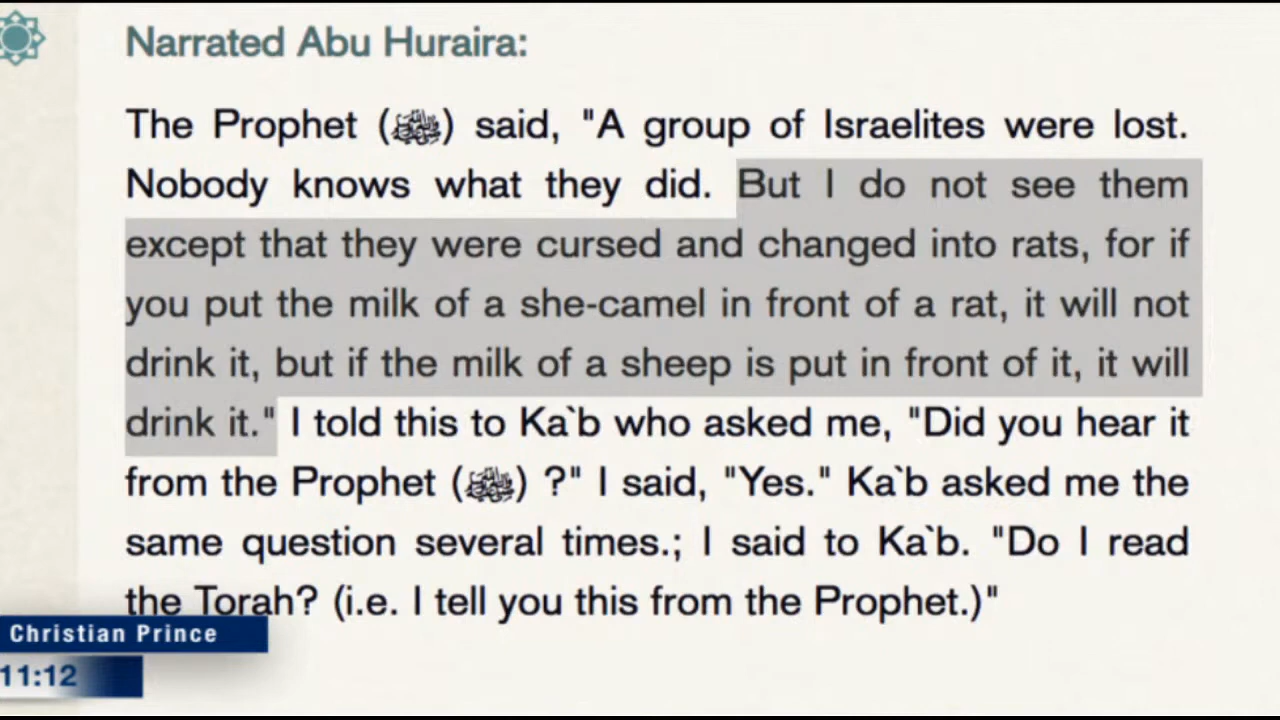 Narrated Abu Huraira:
The Prophet (ﷺ) said, "A group of Israelites were lost.
Nobody knows what they did. But I do not see them
except that they were cursed and changed into rats, for if
you put the milk of a she-camel in front of a rat, it will not
drink it, but if the milk of a sheep is put in front of it, it will
drink it." I told this to Ka`b who asked me, "Did you hear it
from the Prophet (ﷺ) ?" I said, "Yes." Ka`b asked me the
same question several times.; I said to Ka`b. "Do I read
the Torah? (i.e. I tell you this from the Prophet.)"
Christian Prince
11:12